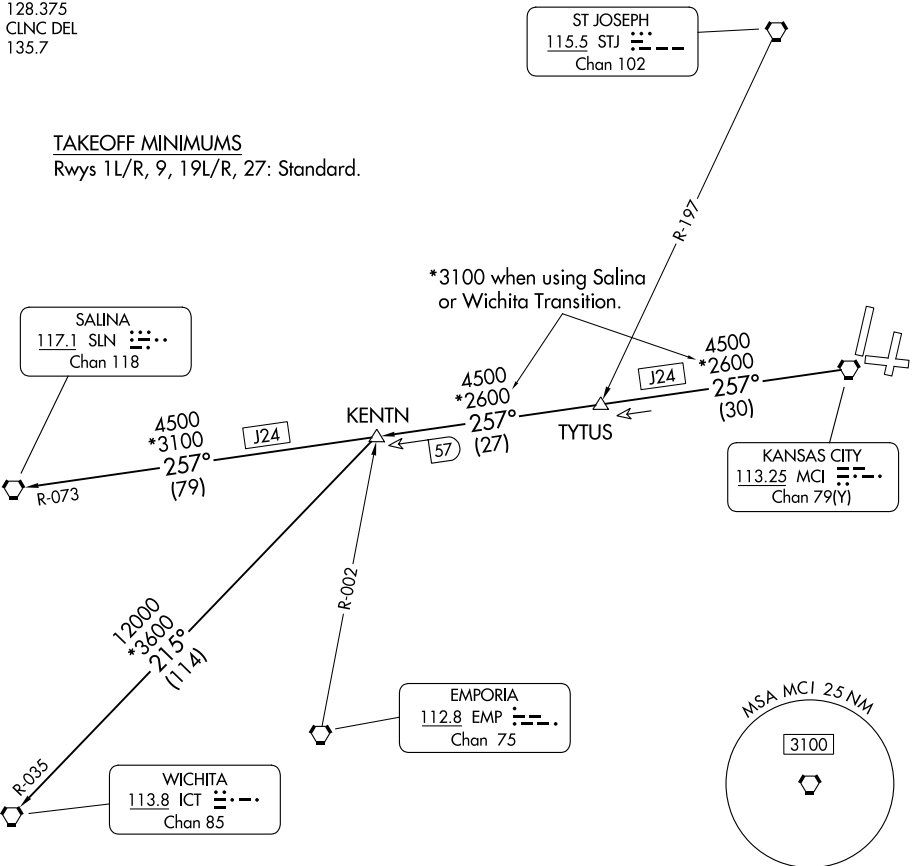 128.375
CLNC DEL
135.7
ST JOSEPH
115.5 STJ
Chan 102
TAKEOFF MINIMUMS
Rwys 1L/R, 9, 19L/R, 27: Standard.
R-197
*3100 when using Salina
or Wichita Transition.
SALINA
117.1 SLN
Chan 118
4500
*2600
257°
(30)
J24
4500
*2600
257°
(27)
KENTN
TYTUS
57
4500
*3100
257°
(79)
J24
R-073
KANSAS CITY
113.25 MCI
Chan 79(Y)
R-002
12000
*3600
215°
(114)
EMPORIA
112.8 EMP
Chan 75
MSA MCI 25 NM
3100
R-035
WICHITA
113.8 ICT
Chan 85